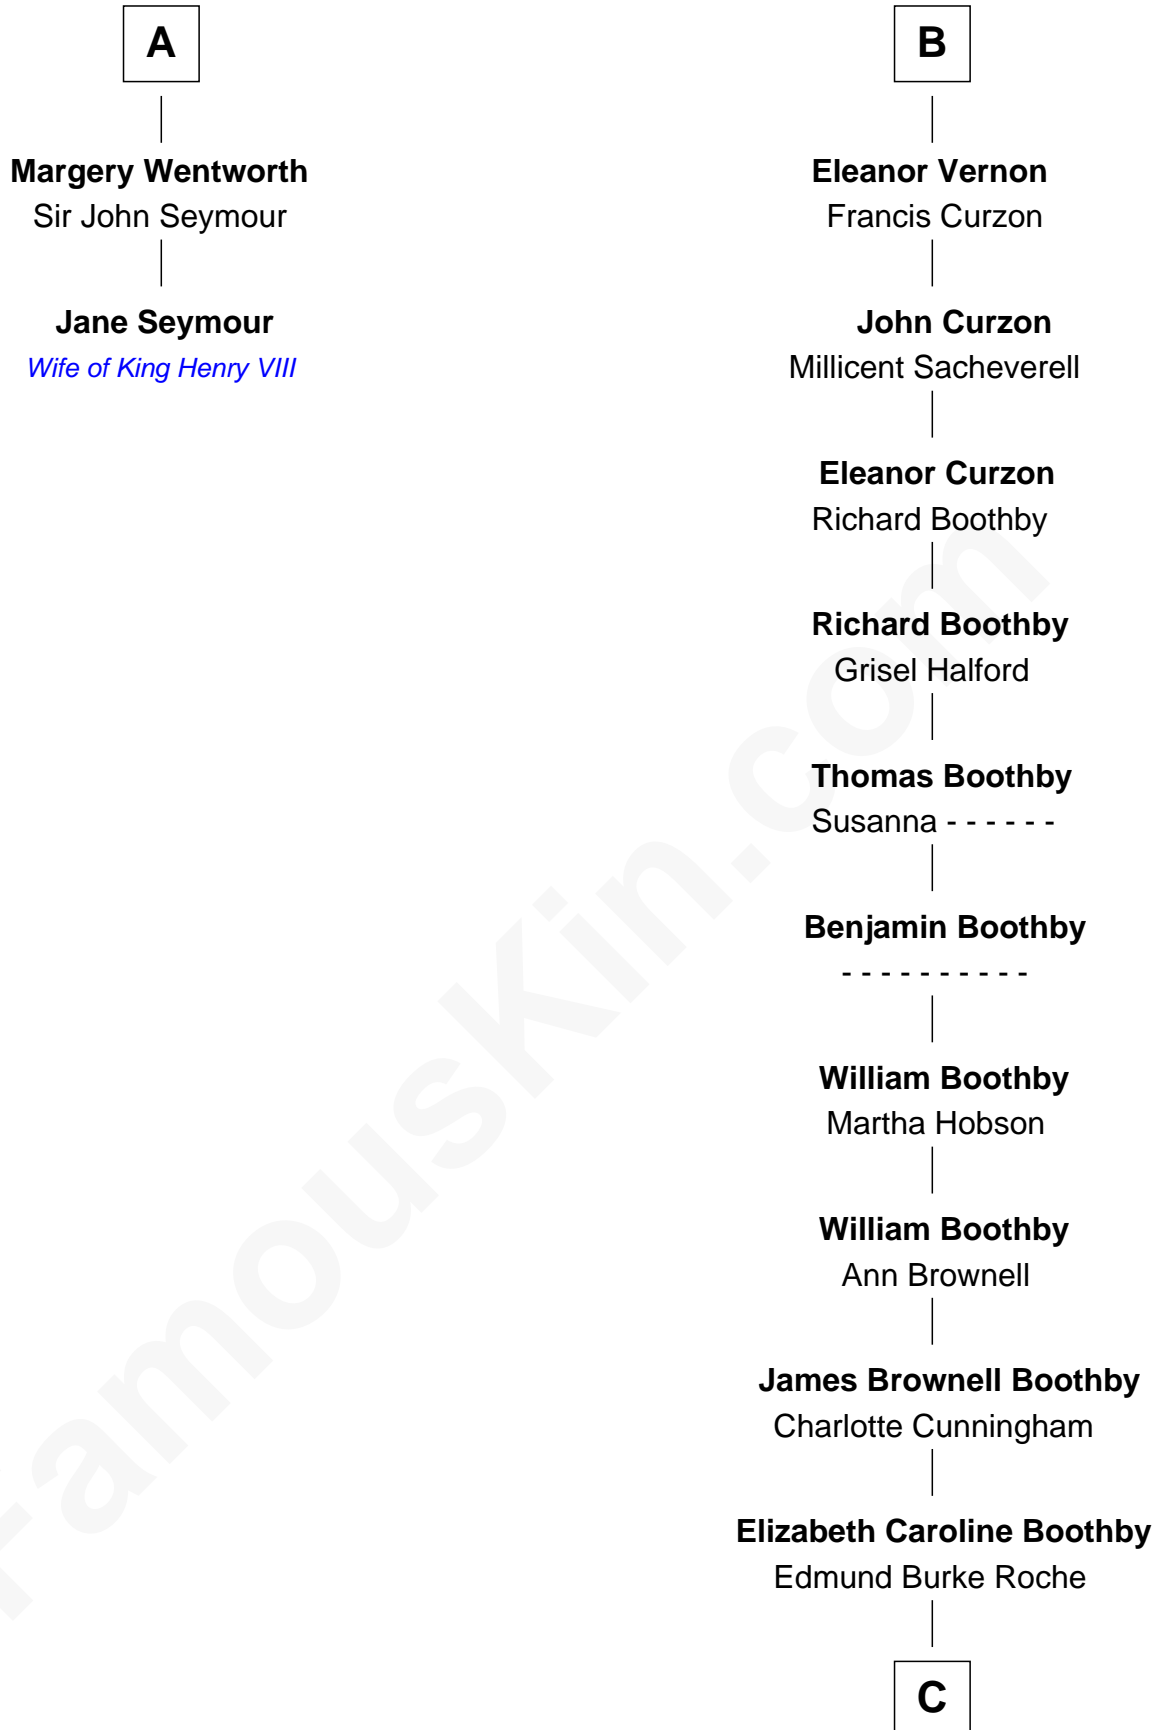 A
Margery Wentworth
Sir John Seymour
Jane Seymour
Wife of King Henry VIII
B
Eleanor Vernon
Francis Curzon
John Curzon
Millicent Sacheverell
Eleanor Curzon
Richard Boothby
Richard Boothby
Grisel Halford
Thomas Boothby
Susanna - - - - - -
Benjamin Boothby
- - - - - - - - - -
William Boothby
Martha Hobson
William Boothby
Ann Brownell
James Brownell Boothby
Charlotte Cunningham
Elizabeth Caroline Boothby
Edmund Burke Roche
C
FamousKin.com